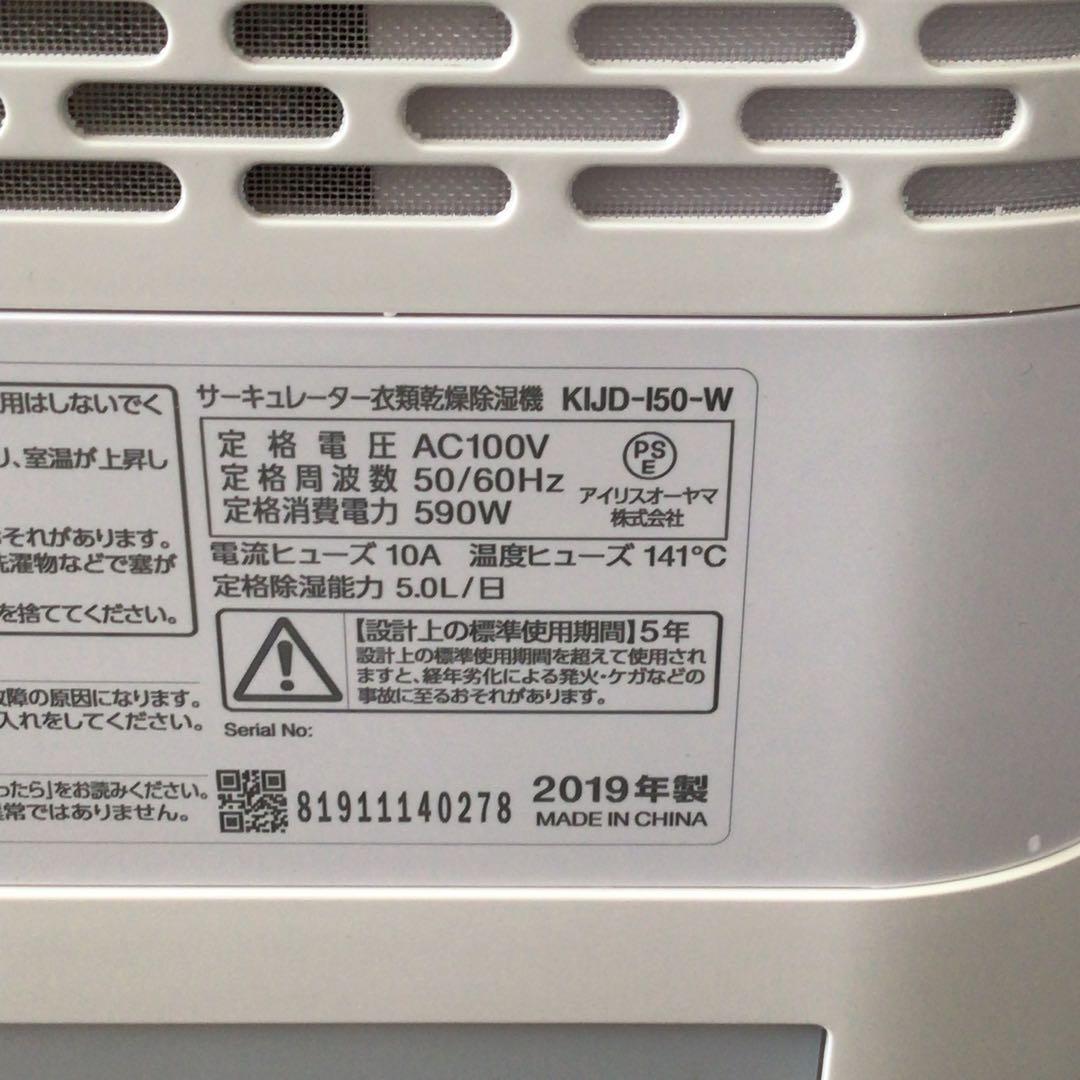 用はしないでく
り、室温が上昇し
それがあります。
洗濯物などで塞が
を捨ててください。
故障の原因になります。
入れをしてください。
ったら」をお読みください。
異常ではありません。
サーキュレーター衣類乾燥除湿機 KIJD-I50-W
定格電圧 AC100V
定格周波数 50/60Hz
定格消費電力 590W
PS
E
アイリスオーヤマ
株式会社
電流ヒューズ 10A 温度ヒューズ 141℃
定格除湿能力 5.0L/日
【設計上の標準使用期間】5年
設計上の標準使用期間を超えて使用され
ますと、経年劣化による発火・ケガなどの
事故に至るおそれがあります。
Serial No:
81911140278
2019年製
MADE IN CHINA